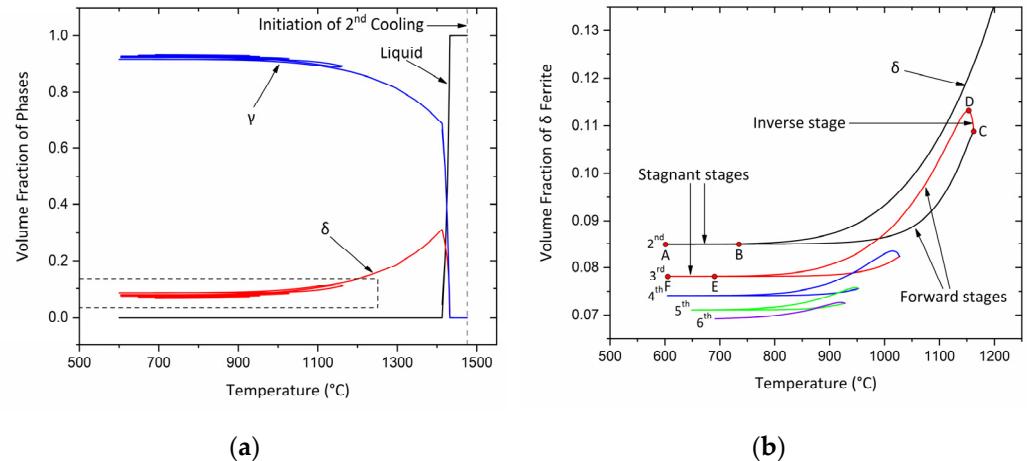 Initiation of 2nd Cooling
Liquid
γ
δ
1.0
0.8
0.6
0.4
0.2
0.0
Volume Fraction of Phases
500 700 900 1100 1300 1500
Temperature (°C)
(a)
0.13
0.12
0.11
0.10
0.09
0.08
0.07
Volume Fraction of δ Ferrite
δ
D
Inverse stage
C
Stagnant stages
2nd
A B
3rd
F E
4th
5th
6th
Forward stages
500 600 700 800 900 1000 1100 1200
Temperature (°C)
(b)